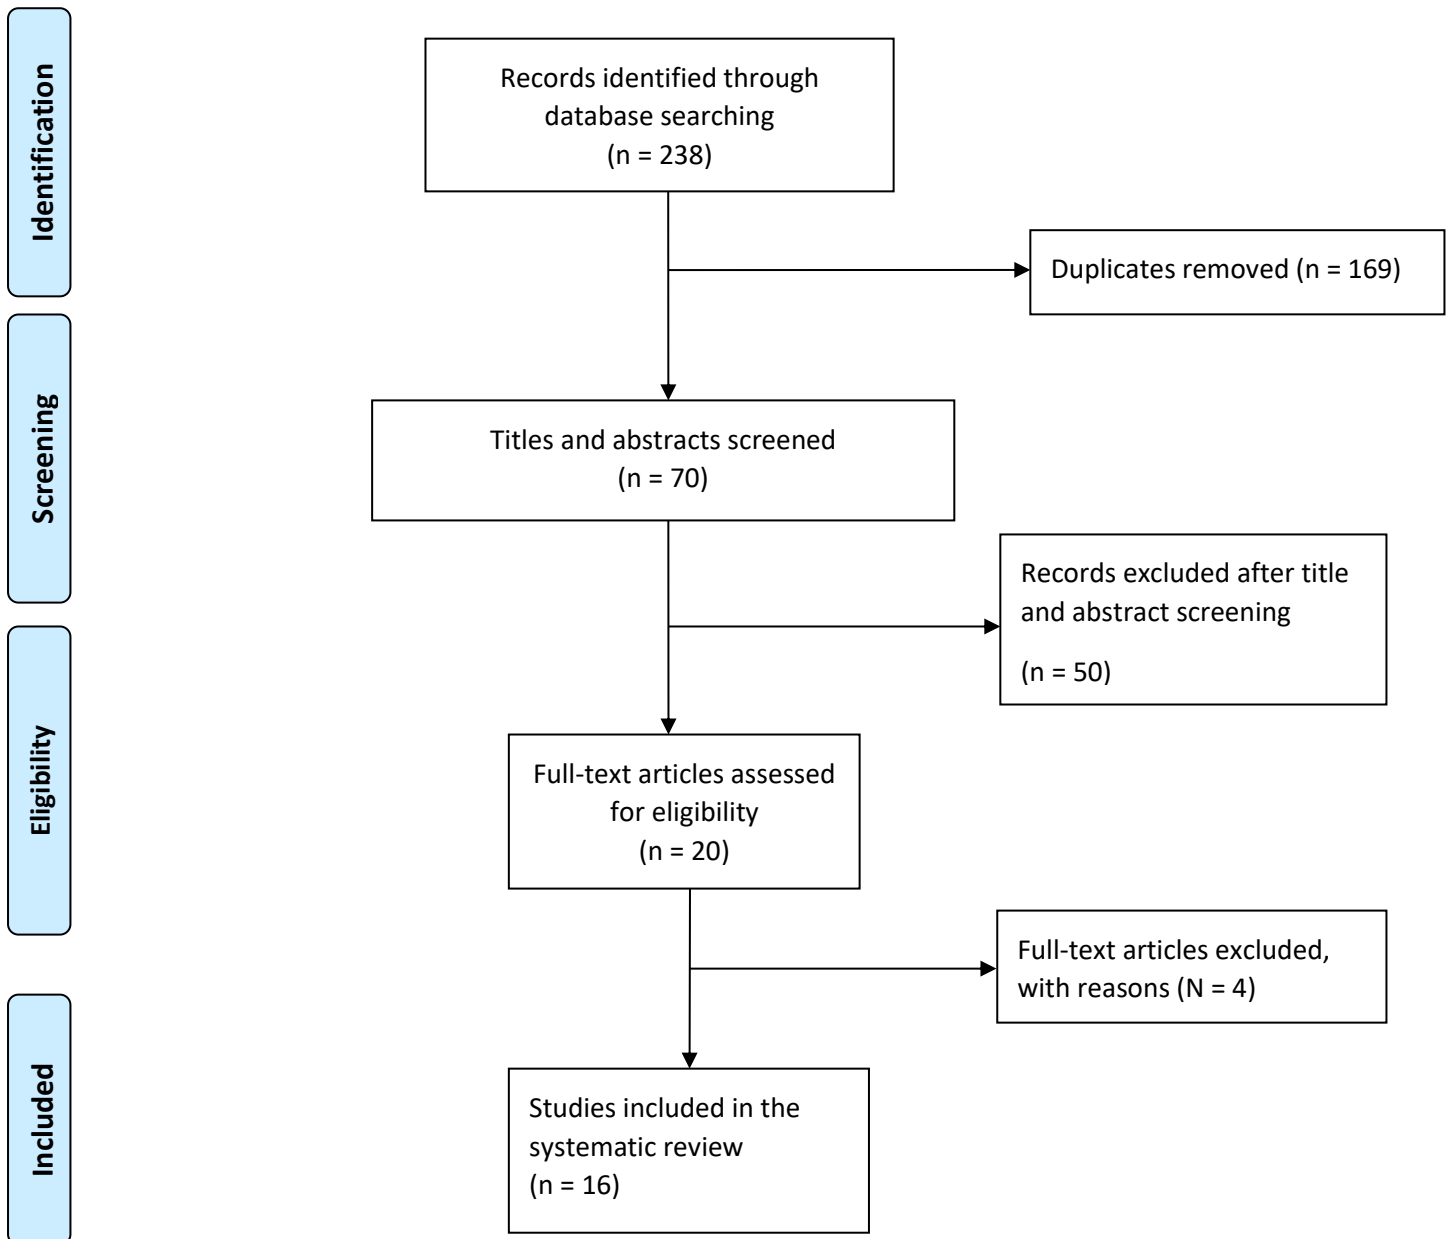 Identification
Records identified through
database searching
(n = 238)
Duplicates removed (n = 169)
Screening
Titles and abstracts screened
(n = 70)
Records excluded after title
and abstract screening
(n = 50)
Eligibility
Full-text articles assessed
for eligibility
(n = 20)
Full-text articles excluded,
with reasons (N = 4)
Included
Studies included in the
systematic review
(n = 16)